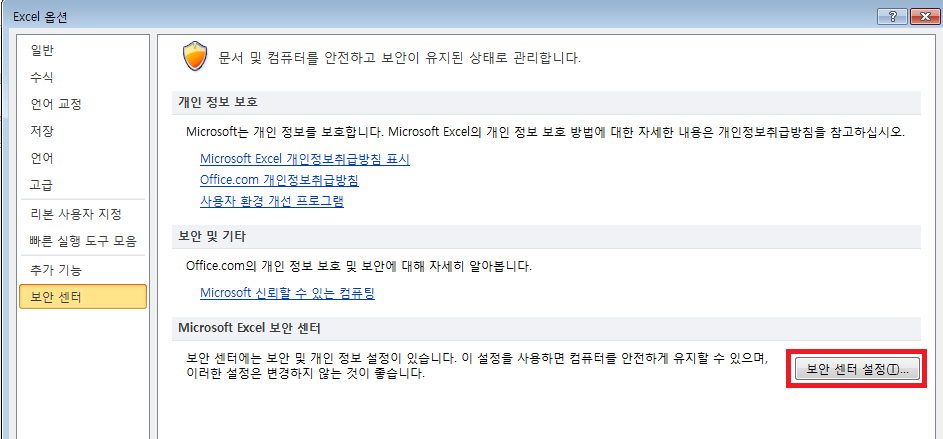 Excel 옵션
일반
수식
언어 교정
저장
언어
고급
리본 사용자 지정
빠른 실행 도구 모음
추가 기능
보안 센터
문서 및 컴퓨터를 안전하고 보안이 유지된 상태로 관리합니다.
개인 정보 보호
Microsoft는 개인 정보를 보호합니다. Microsoft Excel의 개인 정보 보호 방법에 대한 자세한 내용은 개인정보취급방침을 참고하십시오.
Microsoft Excel 개인정보취급방침 표시
Office.com 개인정보취급방침
사용자 환경 개선 프로그램
보안 및 기타
Office.com의 개인 정보 보호 및 보안에 대해 자세히 알아봅니다.
Microsoft 신뢰할 수 있는 컴퓨팅
Microsoft Excel 보안 센터
보안 센터에는 보안 및 개인 정보 설정이 있습니다. 이 설정을 사용하면 컴퓨터를 안전하게 유지할 수 있으며,
이러한 설정은 변경하지 않는 것이 좋습니다.
보안 센터 설정(T)...